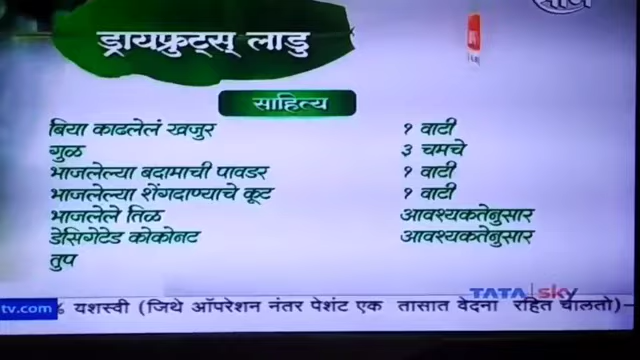 ड्रायफ्रुट्स् लाडु
साहित्य
बिया काढलेलं खजुर १ वाटी
गुळ ३ चमचे
भाजलेल्या बदामाची पावडर १ वाटी
भाजलेल्या शेंगदाण्याचे कूट १ वाटी
भाजलेले तिळ आवश्यकतेनुसार
डेसिगेटेड कोकोनट आवश्यकतेनुसार
तुप
TATA sky
tv.com यशस्वी (जिथे ऑपरेशन नंतर पेशंट एक तासात वेदना रहित चालतो)–